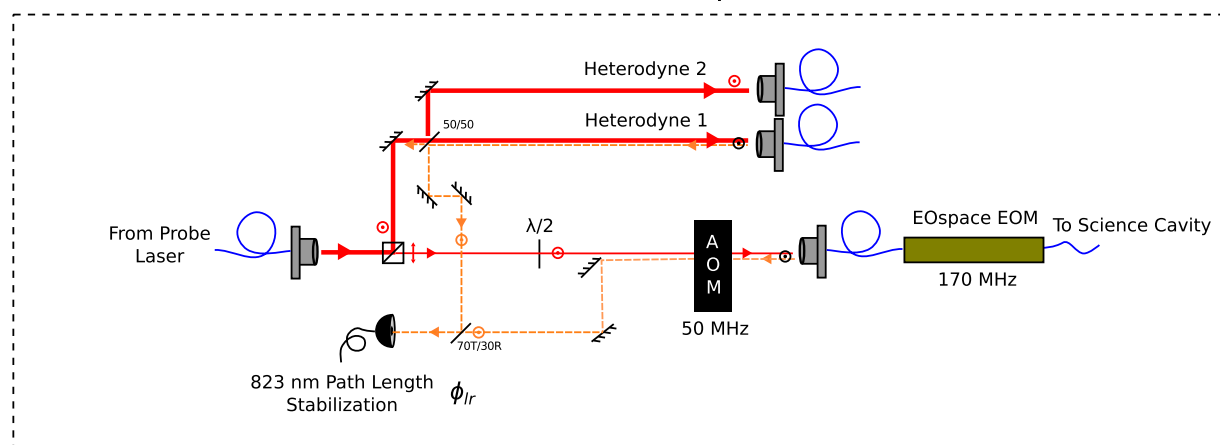 Heterodyne 2
50/50
Heterodyne 1
From Probe
Laser
λ/2
A
O
M
50 MHz
EOspace EOM
To Science Cavity
170 MHz
70T/30R
823 nm Path Length
Stabilization
ϕlr